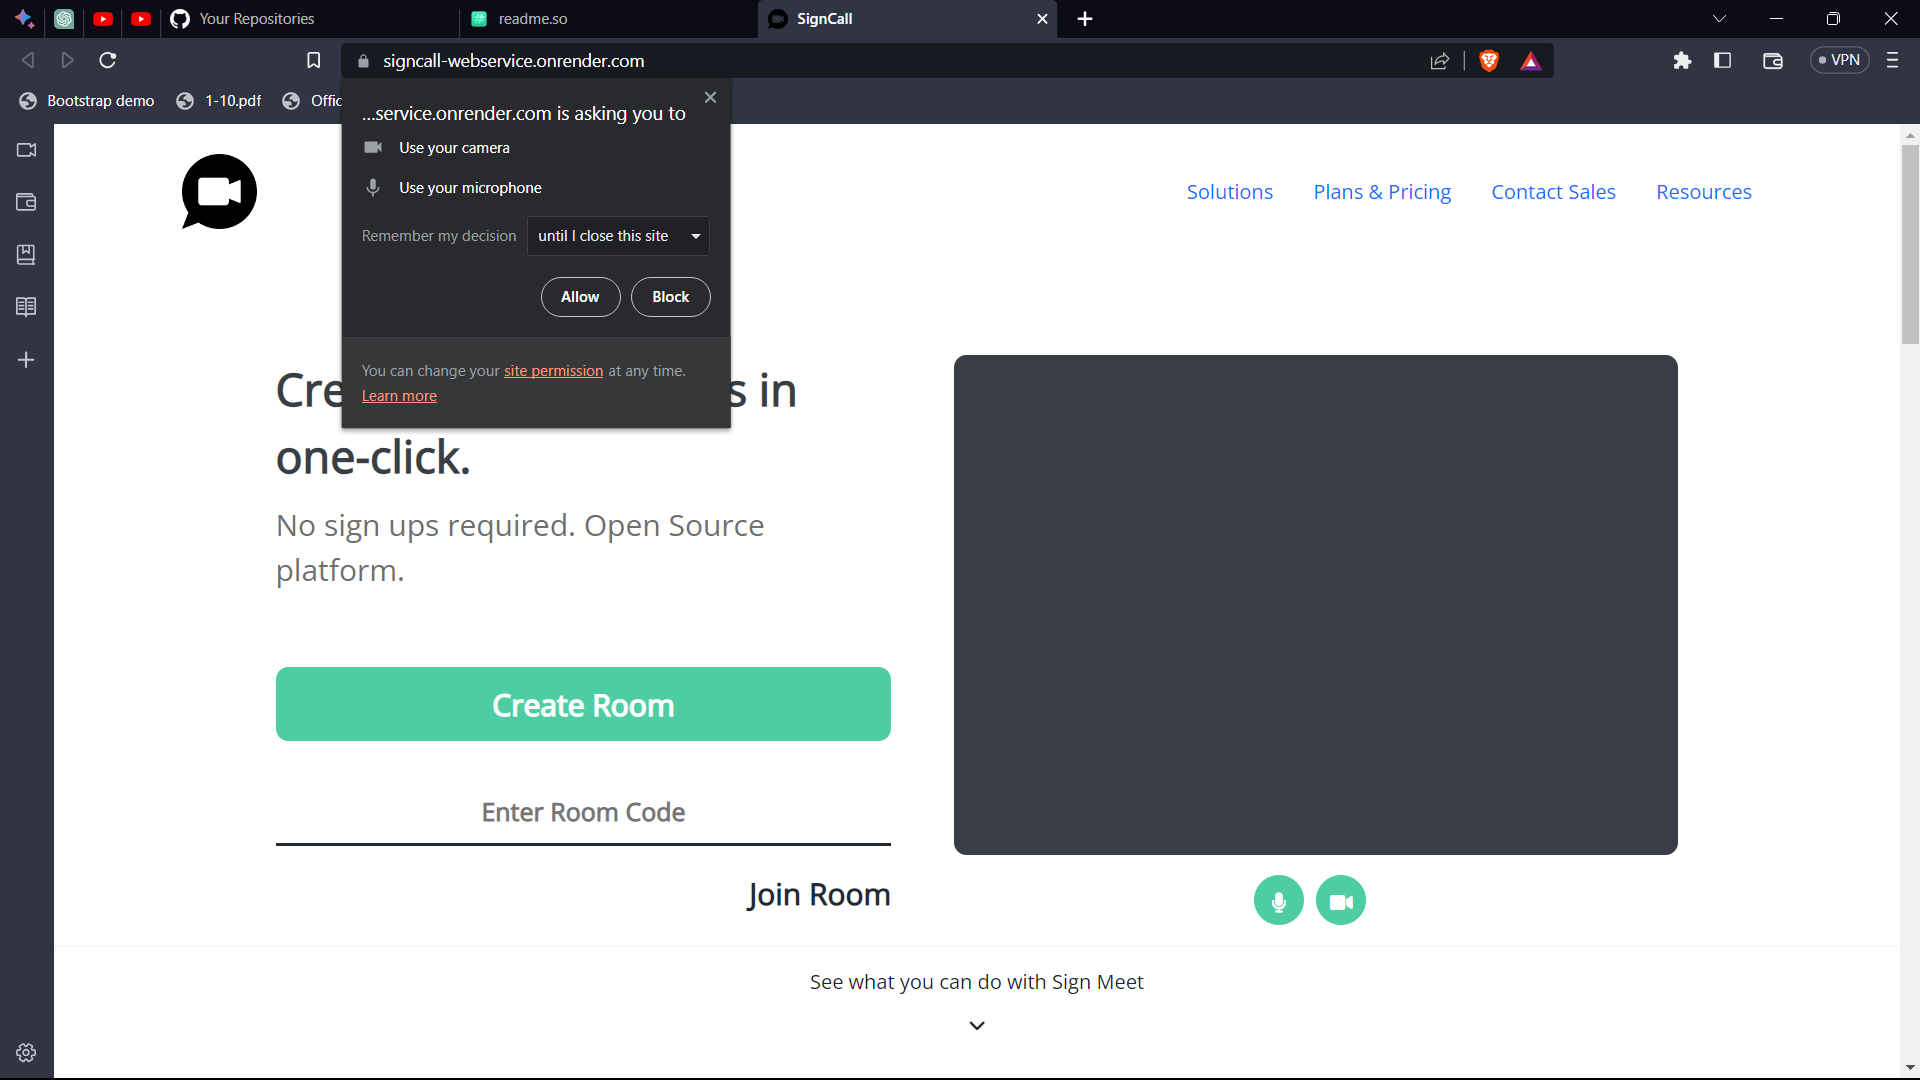 Your Repositories
readme.so
SignCall
signcall-webservice.onrender.com
VPN
Bootstrap demo
1-10.pdf
...service.onrender.com is asking you to
Use your camera
Use your microphone
Remember my decision
until I close this site
Allow
Block
You can change your site permission at any time.
Learn more
Solutions
Plans & Pricing
Contact Sales
Resources
in
one-click.
No sign ups required. Open Source
platform.
Create Room
Enter Room Code
Join Room
See what you can do with Sign Meet